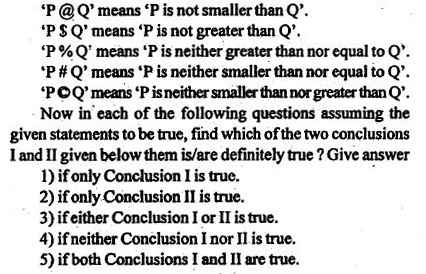 ‘P @ Q’ means ‘P is not smaller than Q’.
‘P $ Q’ means ‘P is not greater than Q’.
‘P % Q’ means ‘P is neither greater than nor equal to Q’.
‘P # Q’ means ‘P is neither smaller than nor equal to Q’.
‘P © Q’ means ‘P is neither smaller than nor greater than Q’.
Now in each of the following questions assuming the
given statements to be true, find which of the two conclusions
I and II given below them is/are definitely true ? Give answer
1) if only Conclusion I is true.
2) if only Conclusion II is true.
3) if either Conclusion I or II is true.
4) if neither Conclusion I nor II is true.
5) if both Conclusions I and II are true.